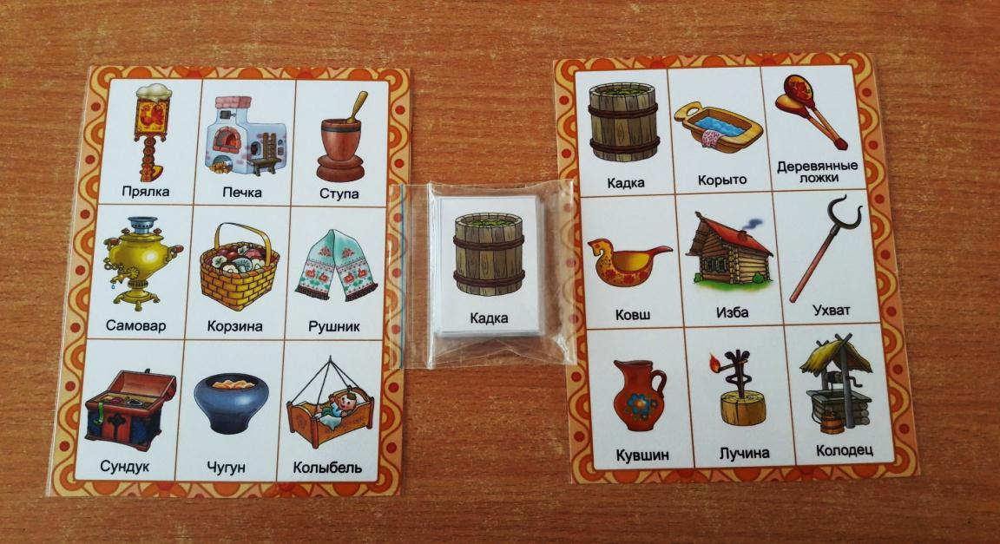 Прялка
Печка
Ступа
Самовар
Корзина
Рушник
Сундук
Чугун
Колыбель
Кадка
Кадка
Корыто
Деревянные
ложки
Ковш
Изба
Ухват
Кувшин
Лучина
Колодец